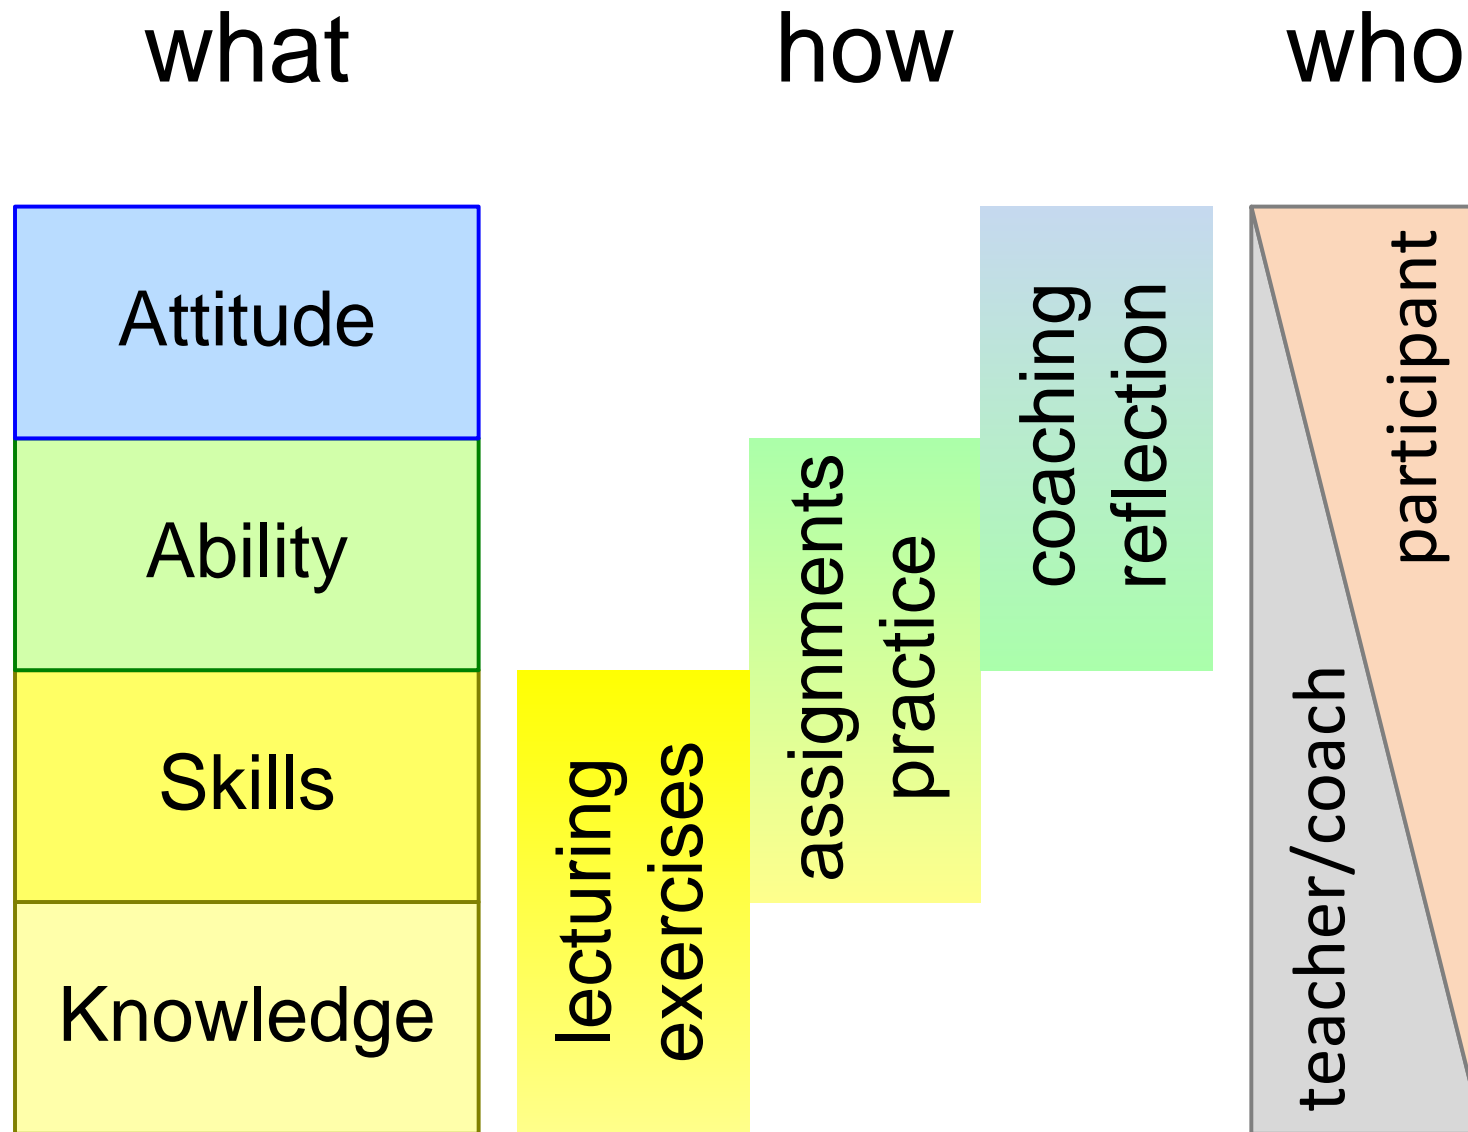 what
how
who
Attitude
Ability
Skills
Knowledge
lecturing
exercises
assignments
practice
coaching
reflection
teacher/coach
participant